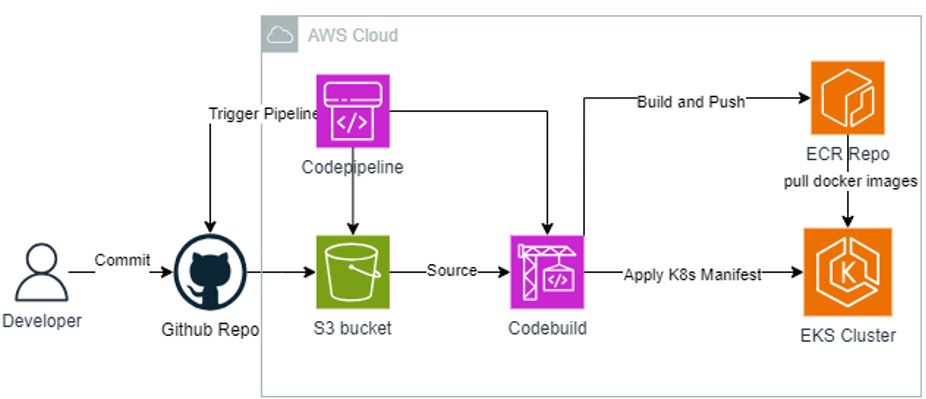 AWS Cloud
Trigger Pipeline
Codepipeline
Build and Push
ECR Repo
pull docker images
Commit
Developer
Github Repo
S3 bucket
Source
Codebuild
Apply K8s Manifest
K
EKS Cluster